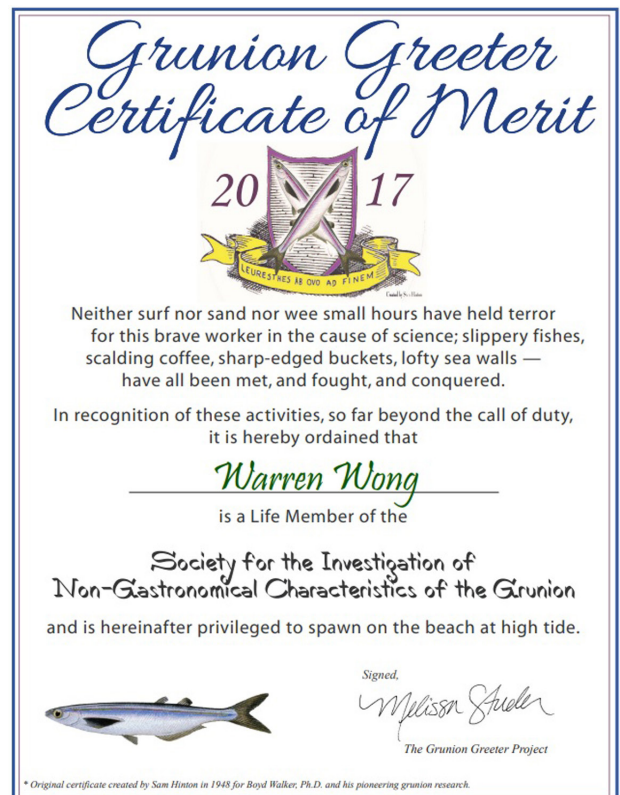 Grunion Greeter
Certificate of Merit
20 17
LEURESTHES AB OVO AD FINEM
Neither surf nor sand nor wee small hours have held terror
for this brave worker in the cause of science; slippery fishes,
scalding coffee, sharp-edged buckets, lofty sea walls —
have all been met, and fought, and conquered.
In recognition of these activities, so far beyond the call of duty,
it is hereby ordained that
Warren Wong
is a Life Member of the
Society for the Investigation of
Non-Gastronomical Characteristics of the Grunion
and is hereinafter privileged to spawn on the beach at high tide.
Signed,
Melissa Studer
The Grunion Greeter Project
* Original certificate created by Sam Hinton in 1948 for Boyd Walker, Ph.D. and his pioneering grunion research.